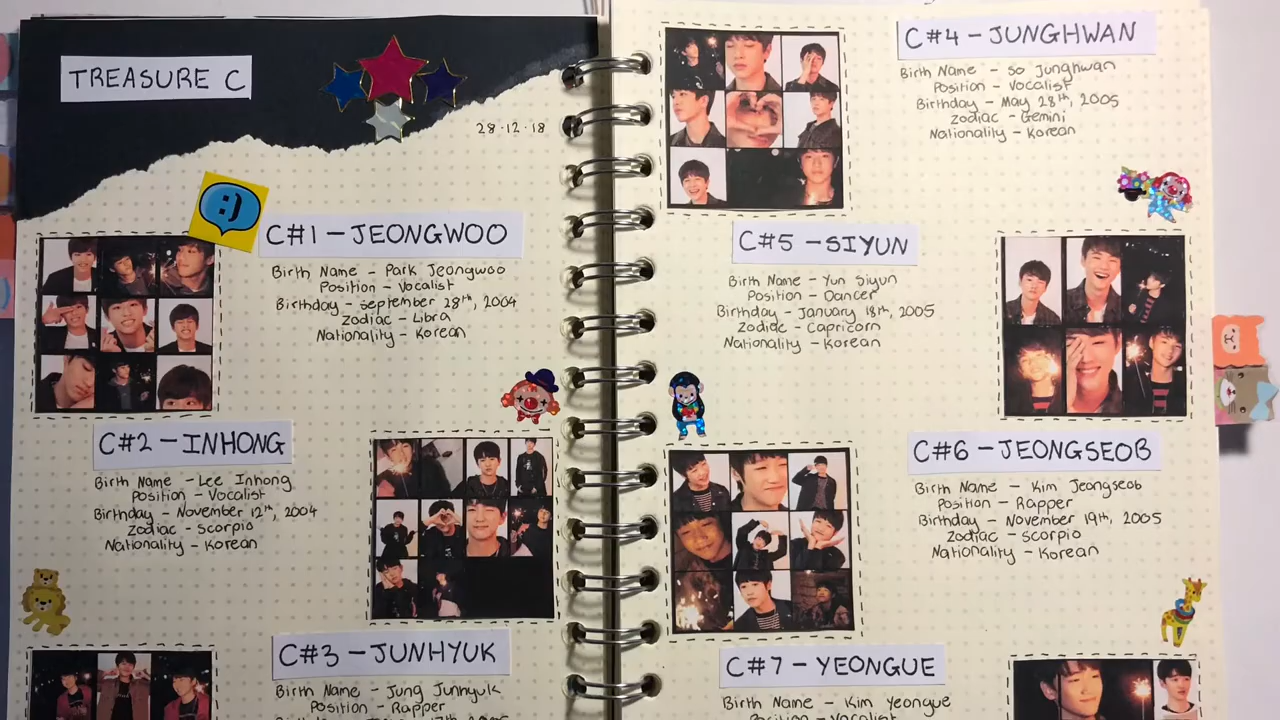 TREASURE C
28·12·18
:)
C#1 - JEONGWOO
Birth Name - Park Jeongwoo
Position - Vocalist
Birthday - September 28th, 2004
Zodiac - Libra
Nationality - Korean
C#2 - INHONG
Birth Name - Lee Inhong
Position - Vocalist
Birthday - November 12th, 2004
Zodiac - Scorpio
Nationality - Korean
C#3 - JUNHYUK
Birth Name - Jung Junhyuk
Position - Rapper
C#4 - JUNGHWAN
Birth Name - So Junghwan
Position - Vocalist
Birthday - May 28th, 2005
Zodiac - Gemini
Nationality - Korean
C#5 - SIYUN
Birth Name - Yun Siyun
Position - Dancer
Birthday - January 18th, 2005
Zodiac - Capricorn
Nationality - Korean
C#6 - JEONGSEOB
Birth Name - Kim Jeongseob
Position - Rapper
Birthday - November 19th, 2005
Zodiac - Scorpio
Nationality - Korean
C#7 - YEONGUE
Birth Name - Kim Yeongue
Position - Vocalist